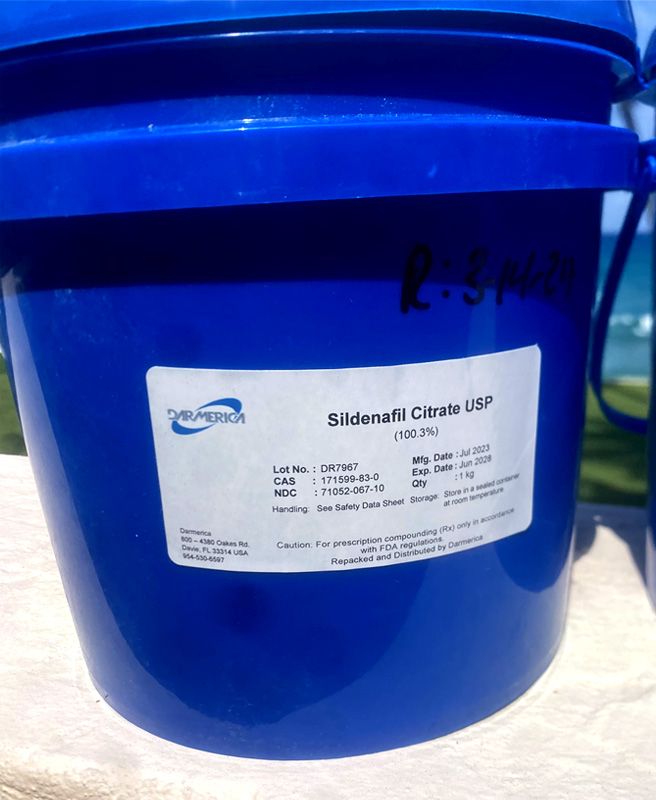 R: 3-14-24
DARMERICA
Sildenafil Citrate USP
(100.3%)
Lot No. : DR7967
CAS : 171599-83-0
NDC : 71052-067-10
Mfg. Date : Jul 2023
Exp. Date : Jun 2028
Qty : 1 kg
Handling: See Safety Data Sheet Storage: Store in a sealed container
at room temperature
Darmerica
800 – 4380 Oakes Rd.
Davie, FL 33314 USA
954-530-6597
Caution: For prescription compounding (Rx) only in accordance
with FDA regulations.
Repacked and Distributed by Darmerica